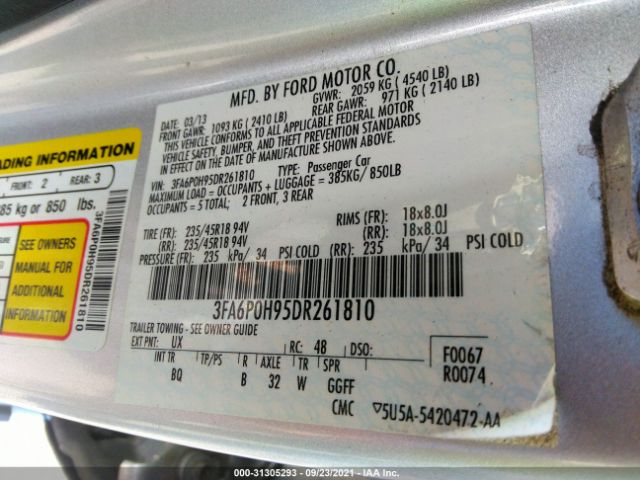 MFD. BY FORD MOTOR CO.
DATE: 03/13 GVWR: 2059 KG ( 4540 LB)
FRONT GAWR: 1093 KG ( 2410 LB) REAR GAWR: 971 KG ( 2140 LB)
VEHICLE CONFORMS TO ALL APPLICABLE FEDERAL MOTOR
VEHICLE SAFETY, BUMPER, AND THEFT PREVENTION STANDARDS
IN EFFECT ON THE DATE OF MANUFACTURE SHOWN ABOVE.
VIN: 3FA6P0H95DR261810 TYPE: Passenger Car
MAXIMUM LOAD = OCCUPANTS + LUGGAGE = 385KG/ 850LB
OCCUPANTS = 5 TOTAL; 2 FRONT, 3 REAR
TIRE (FR): 235/45R18 94V RIMS (FR): 18x8.0J
(RR): 235/45R18 94V (RR): 18x8.0J
PRESSURE (FR): 235 kPa/ 34 PSI COLD (RR): 235 kPa/ 34 PSI COLD
3FA6P0H95DR261810
TRAILER TOWING - SEE OWNER GUIDE
EXT PNT: UX RC: 48 DSO: F0067
INT TR TP/PS R AXLE TR SPR R0074
BQ B 32 W GGFF
CMC ▽5U5A-5420472-AA
ADING INFORMATION
FRONT: 2 REAR: 3
85 kg or 850 lbs.
SEE OWNERS
MANUAL FOR
ADDITIONAL
INFORMATION
3FA6P0H95DR261810
000-31305293 - 09/23/2021 - IAA Inc.